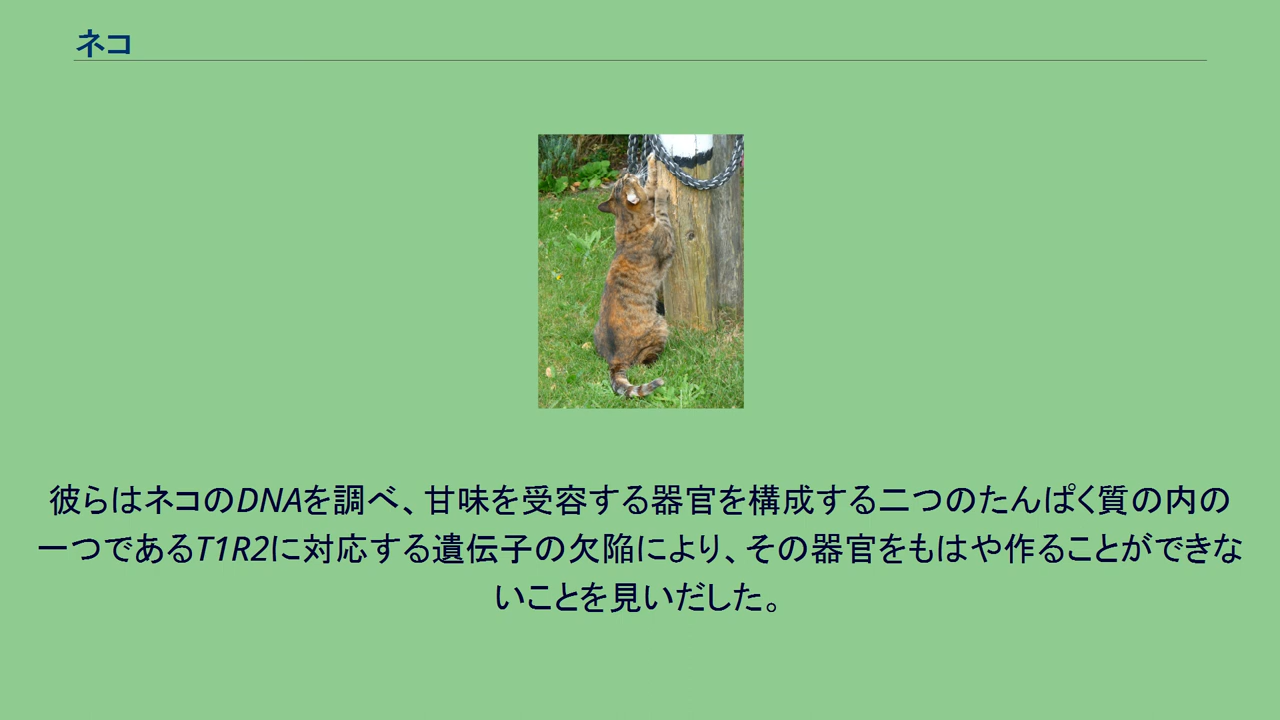 ネコ
彼らはネコのDNAを調べ、甘味を受容する器官を構成する二つのたんぱく質の内の
一つであるT1R2に対応する遺伝子の欠陥により、その器官をもはや作ることができな
いことを見いだした。